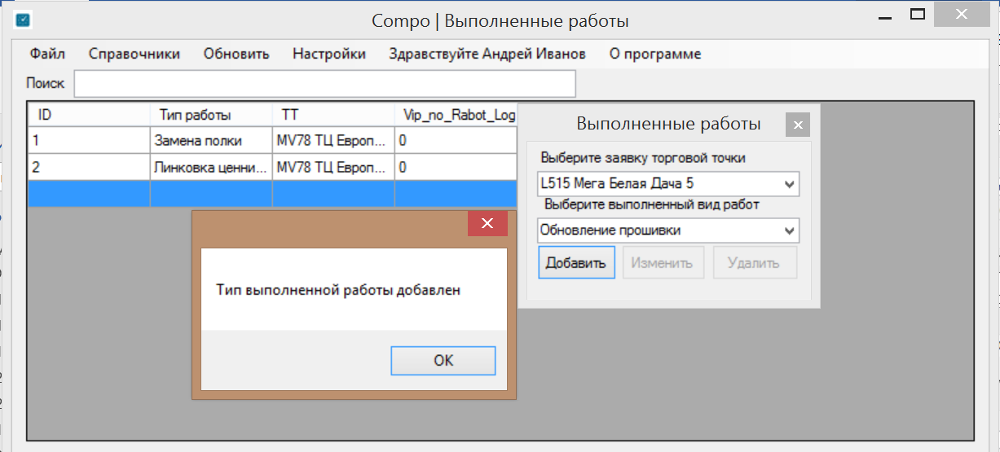 Compo | Выполненные работы
Файл Справочники Обновить Настройки Здравствуйте Андрей Иванов О программе
Поиск
ID Тип работы ТТ Vip_no_Rabot_Log
1 Замена полки MV78 ТЦ Европ... 0
2 Линковка ценни... MV78 ТЦ Европ... 0
Выполненные работы
Выберите заявку торговой точки
L515 Мега Белая Дача 5
Выберите выполненный вид работ
Обновление прошивки
Добавить Изменить Удалить
Тип выполненной работы добавлен
OK